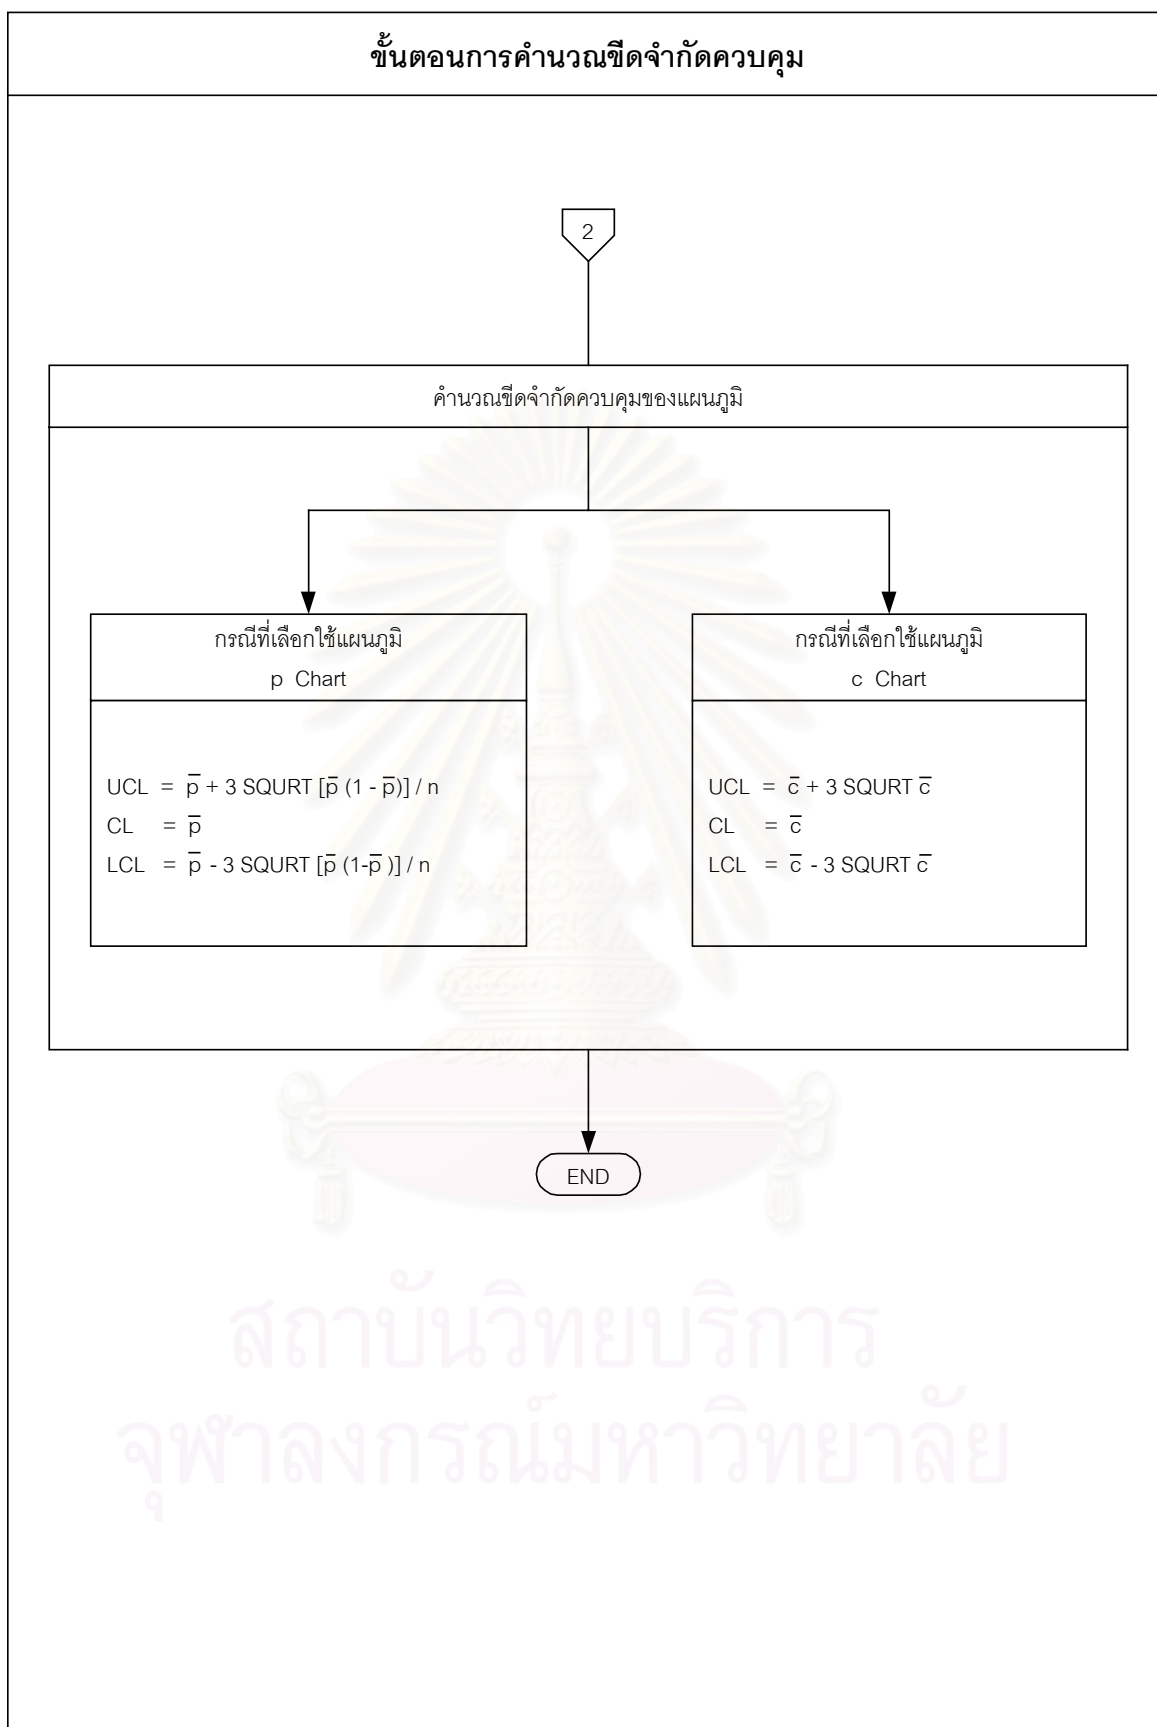 ขั้นตอนการคำนวณขีดจำกัดควบคุม
2
คำนวณขีดจำกัดควบคุมของแผนภูมิ
กรณีที่เลือกใช้แผนภูมิ
p Chart
UCL = p̅ + 3 SQURT [p̅ (1 - p̅)] / n
CL = p̅
LCL = p̅ - 3 SQURT [p̅ (1-p̅ )] / n
กรณีที่เลือกใช้แผนภูมิ
c Chart
UCL = c̅ + 3 SQURT c̅
CL = c̅
LCL = c̅ - 3 SQURT c̅
END
สถาบันวิทยบริการ
จุฬาลงกรณ์มหาวิทยาลัย